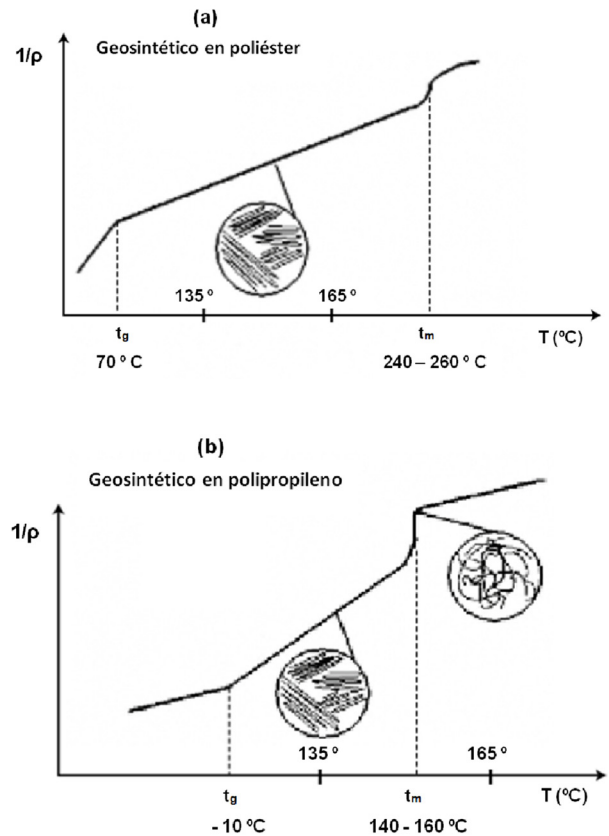 (a)
Geosintético en poliéster
1/ρ
135 º
165 º
t_g
t_m
T (ºC)
70 º C
240 – 260 º C
(b)
Geosintético en polipropileno
1/ρ
135 º
165 º
t_g
t_m
T (ºC)
- 10 ºC
140 - 160 ºC